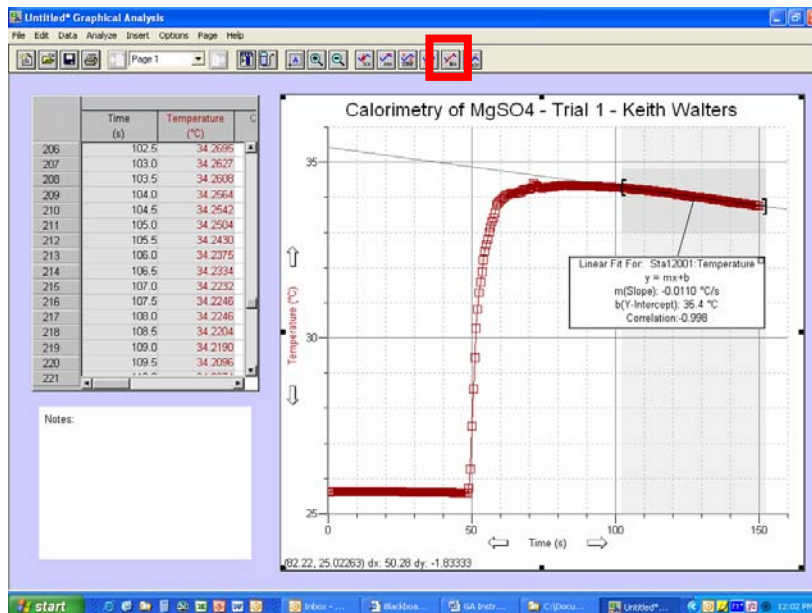 Untitled* Graphical Analysis
File Edit Data Analyze Insert Options Page Help
Page 1
Time (s) Temperature (°C) C
206 102.5 34.2695
207 103.0 34.2627
208 103.5 34.2608
209 104.0 34.2564
210 104.5 34.2542
211 105.0 34.2504
212 105.5 34.2430
213 106.0 34.2375
214 106.5 34.2334
215 107.0 34.2232
216 107.5 34.2246
217 108.0 34.2246
218 108.5 34.2204
219 109.0 34.2190
220 109.5 34.2096
221
Notes:
Calorimetry of MgSO4 - Trial 1 - Keith Walters
35
30
25
Temperature (°C)
Linear Fit For: Sta12001:Temperature
y = mx+b
m(Slope): -0.0110 °C/s
b(Y-Intercept): 35.4 °C
Correlation:-0.998
0 50 100 150
Time (s)
(82.22, 25.02263) dx: 50.28 dy: -1.83333
start
Inbox - ...
Blackboa...
GA Instr...
C:\Docu...
Untitled*...
12:02 PM